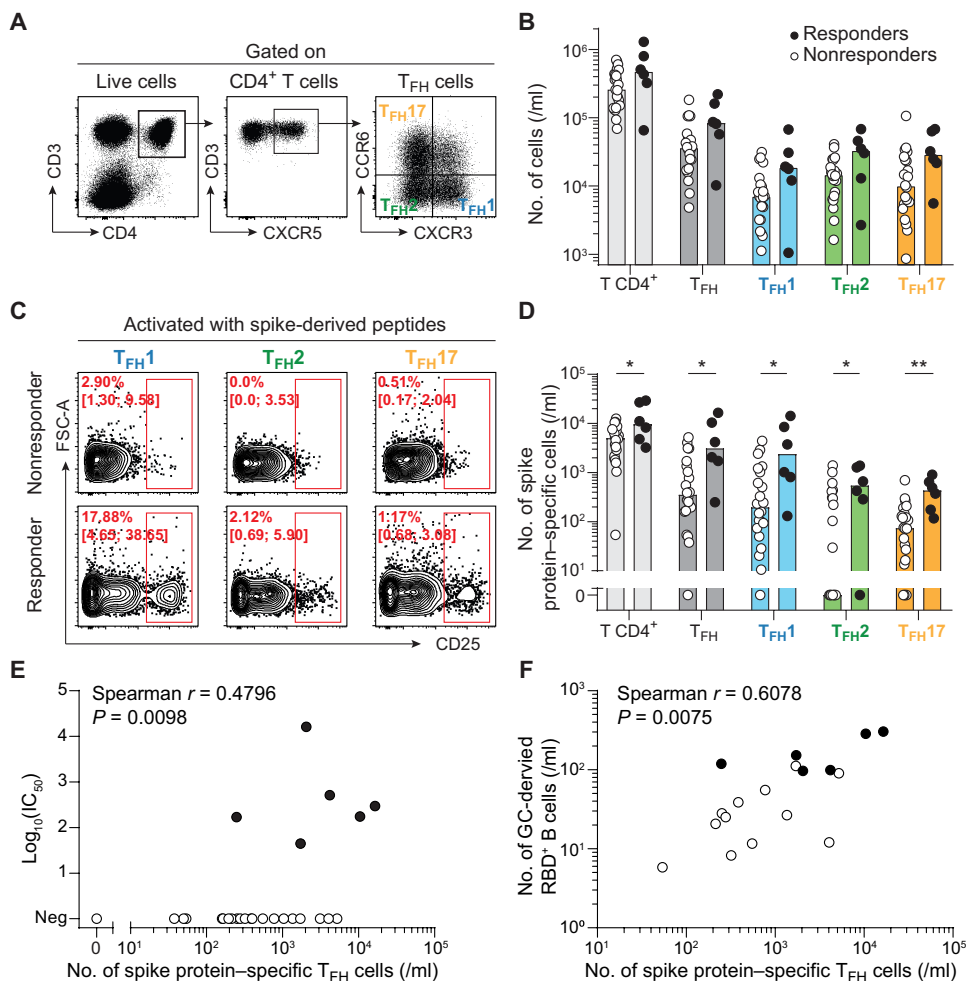 A
Gated on
Live cells
CD4+ T cells
TFH cells
CD3
CD4
CD3
CXCR5
CCR6
CXCR3
TFH17
TFH2
TFH1
B
Responders
Nonresponders
No. of cells (/ml)
10^6
10^5
10^4
10^3
T CD4+
TFH
TFH1
TFH2
TFH17
C
Activated with spike-derived peptides
TFH1
TFH2
TFH17
Nonresponder
2.90%
[1.30; 9.58]
0.0%
[0.0; 3.53]
0.51%
[0.17; 2.04]
FSC-A
Responder
17,88%
[4.69; 38.65]
2.12%
[0.69; 5.90]
1.17%
[0.68; 3.08]
CD25
D
No. of spike
protein–specific cells (/ml)
10^5
10^4
10^3
10^2
10^1
0
*
*
*
*
**
T CD4+
TFH
TFH1
TFH2
TFH17
E
Spearman r = 0.4796
P = 0.0098
Log10(IC50)
5
4
3
2
1
Neg
0
10^1
10^2
10^3
10^4
10^5
No. of spike protein–specific TFH cells (/ml)
F
Spearman r = 0.6078
P = 0.0075
No. of GC-dervied
RBD+ B cells (/ml)
10^3
10^2
10^1
10^0
10^1
10^2
10^3
10^4
10^5
No. of spike protein–specific TFH cells (/ml)